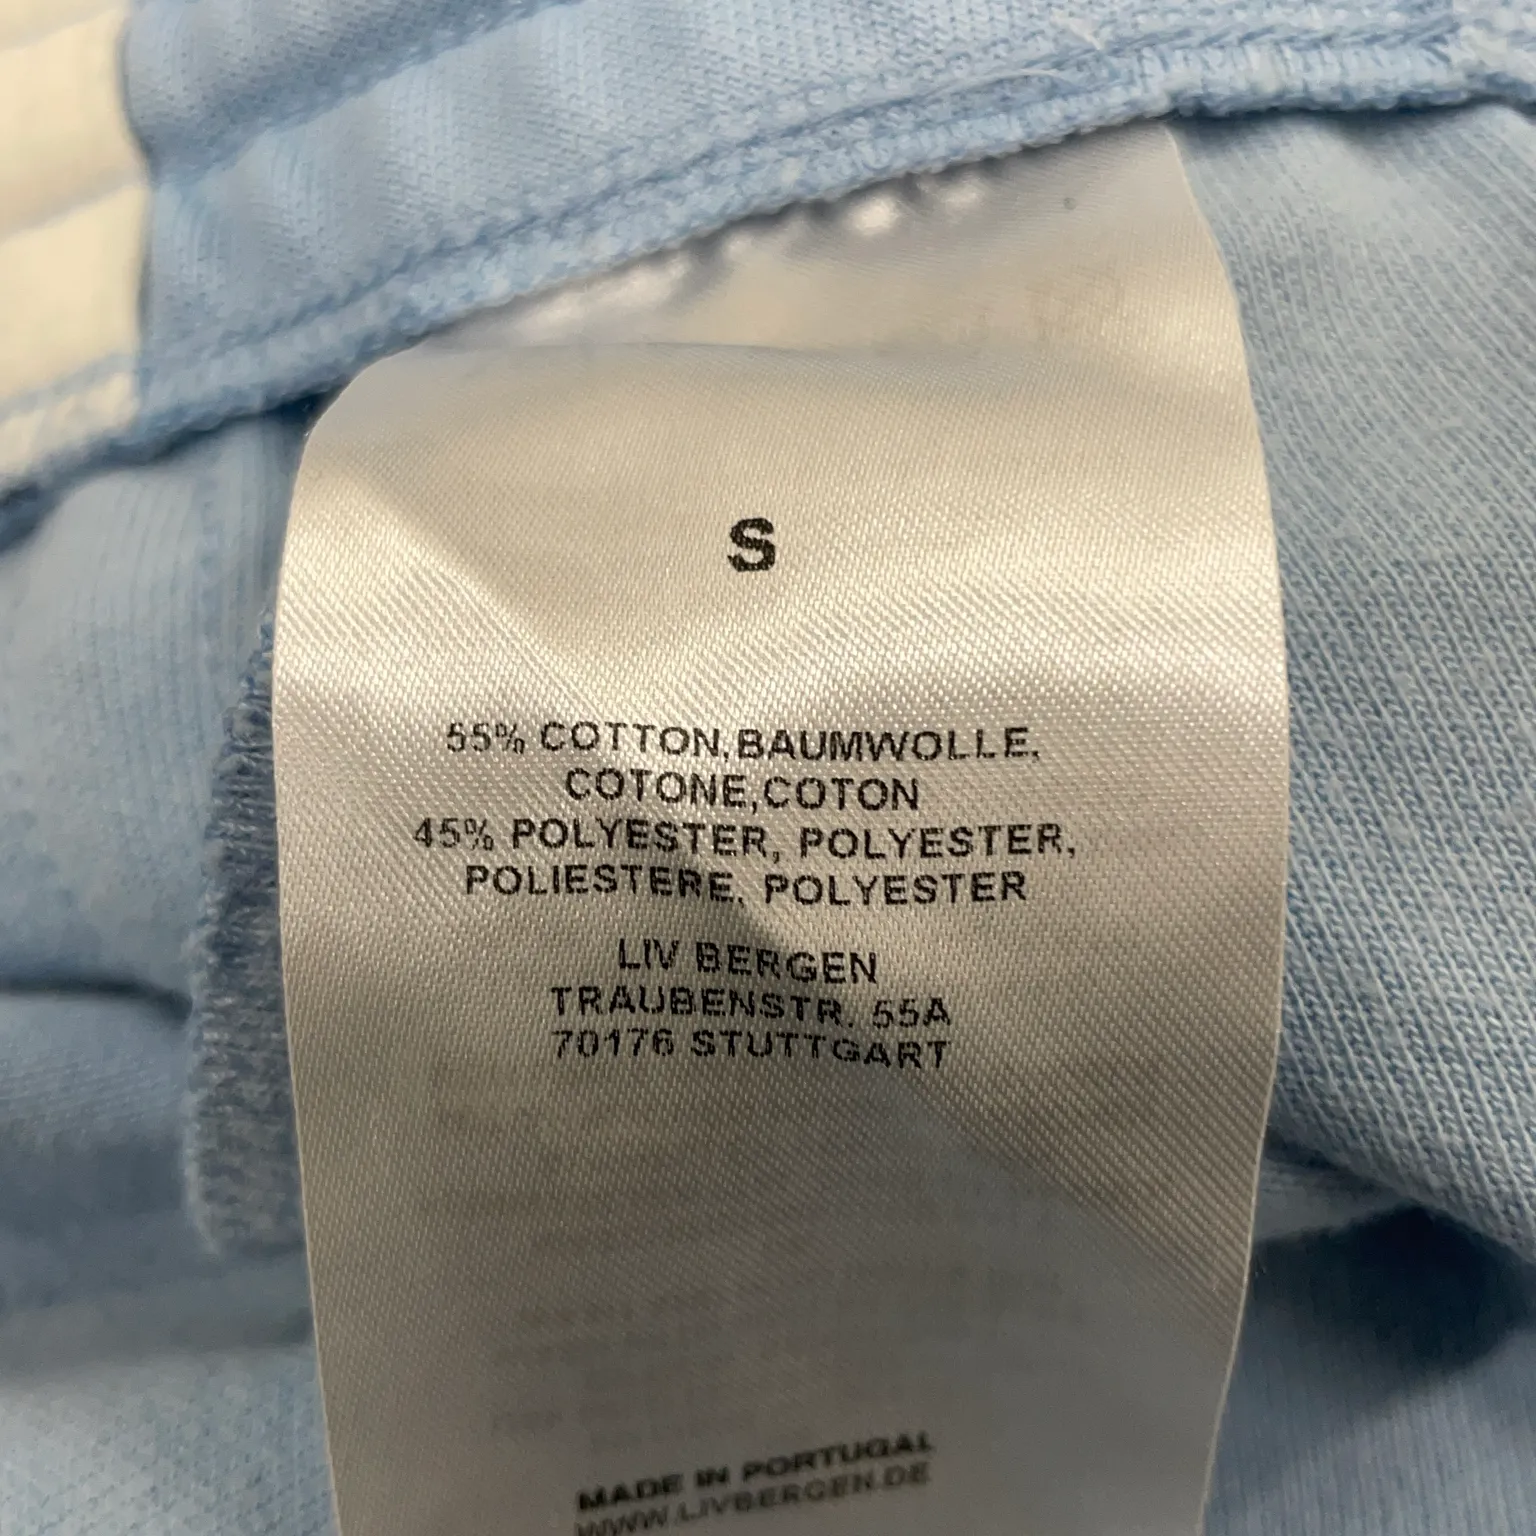 S
55% COTTON,BAUMWOLLE,
COTONE,COTON
45% POLYESTER, POLYESTER,
POLIESTERE, POLYESTER
LIV BERGEN
TRAUBENSTR. 55A
70176 STUTTGART
MADE IN PORTUGAL
WWW.LIVBERGEN.DE